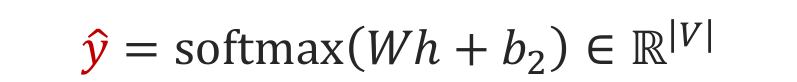 ŷ = softmax(Wh + b₂) ∈ ℝ^|V|